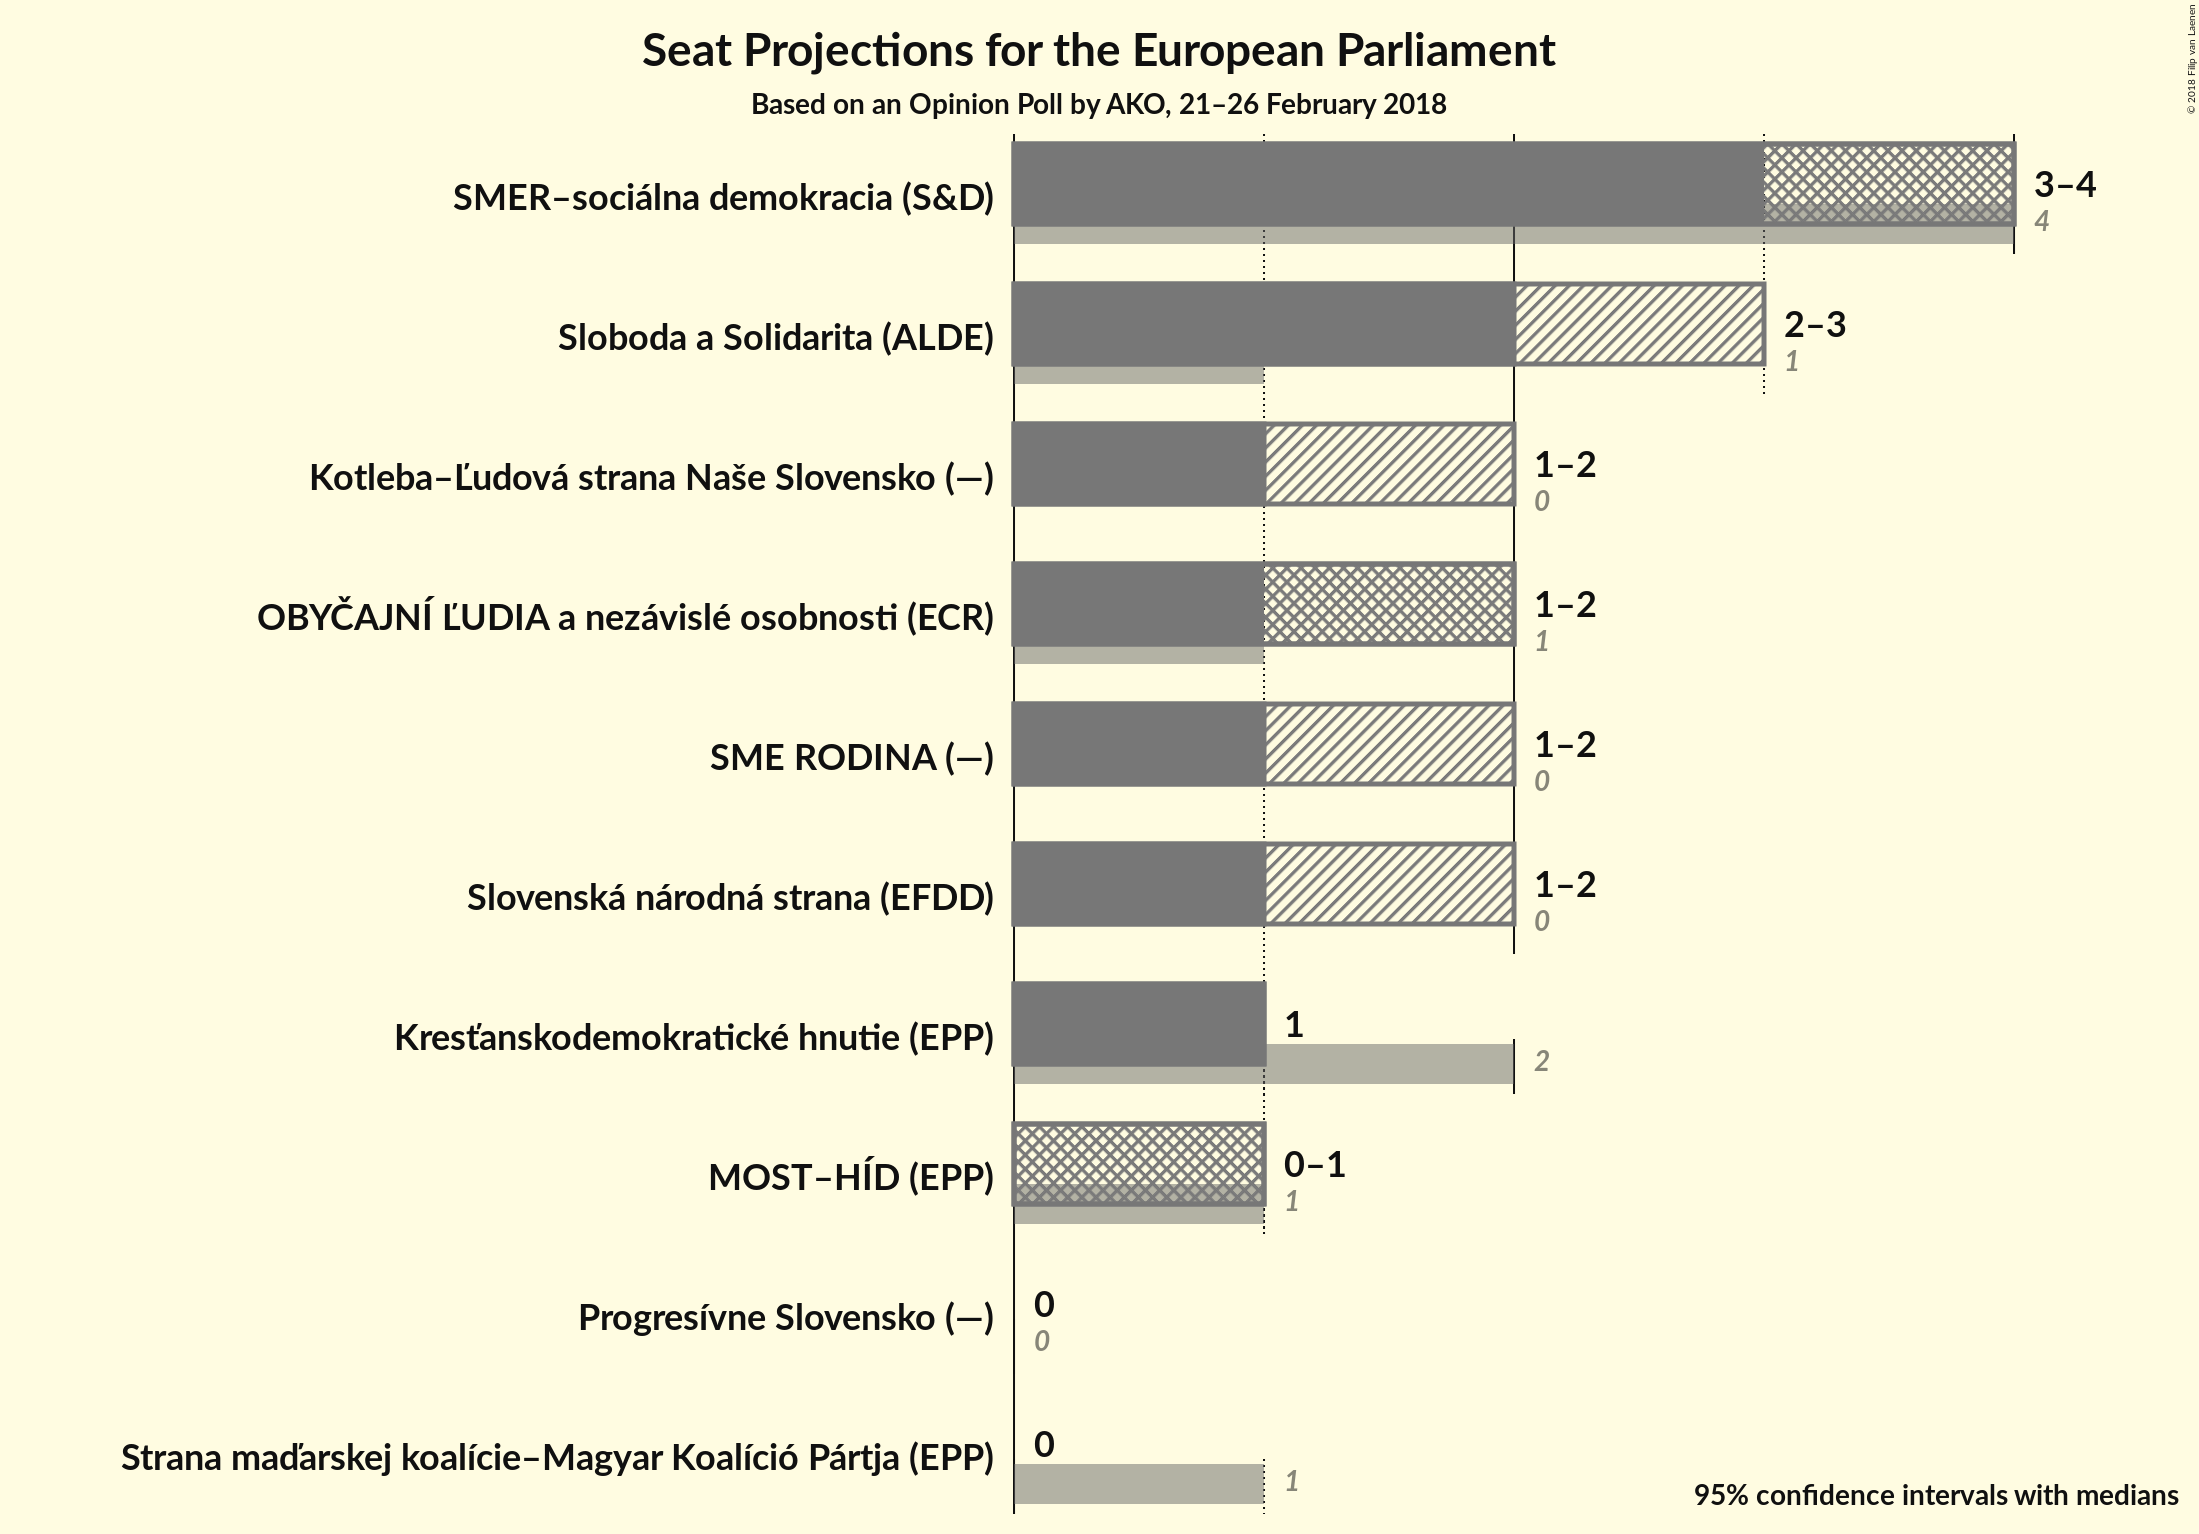 Seat Projections for the European Parliament
Based on an Opinion Poll by AKO, 21–26 February 2018
© 2018 Filip van Laenen
SMER–sociálna demokracia (S&D)
3–4
4
Sloboda a Solidarita (ALDE)
2–3
1
Kotleba–Ľudová strana Naše Slovensko (—)
1–2
0
OBYČAJNÍ ĽUDIA a nezávislé osobnosti (ECR)
1–2
1
SME RODINA (—)
1–2
0
Slovenská národná strana (EFDD)
1–2
0
Kresťanskodemokratické hnutie (EPP)
1
2
MOST–HÍD (EPP)
0–1
1
Progresívne Slovensko (—)
0
0
Strana maďarskej koalície–Magyar Koalíció Pártja (EPP)
0
1
95% confidence intervals with medians